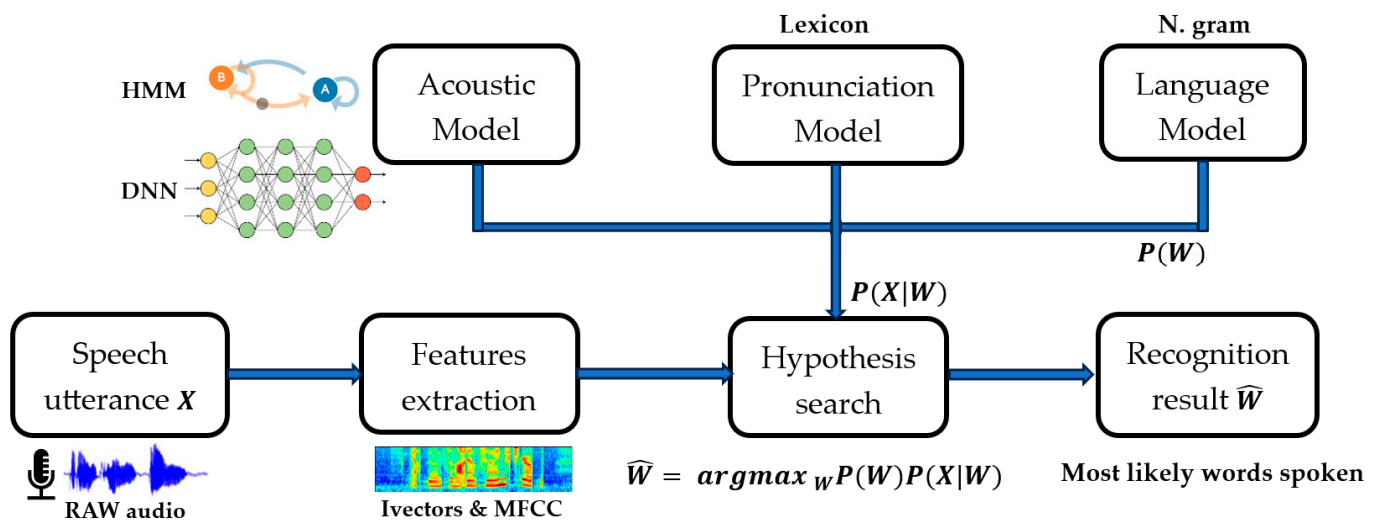 Lexicon
N. gram
HMM
B
A
Acoustic
Model
Pronunciation
Model
Language
Model
DNN
P(W)
P(X|W)
Speech
utterance X
Features
extraction
Hypothesis
search
Recognition
result Ŵ
RAW audio
Ivectors & MFCC
Ŵ = argmax W P(W)P(X|W)
Most likely words spoken